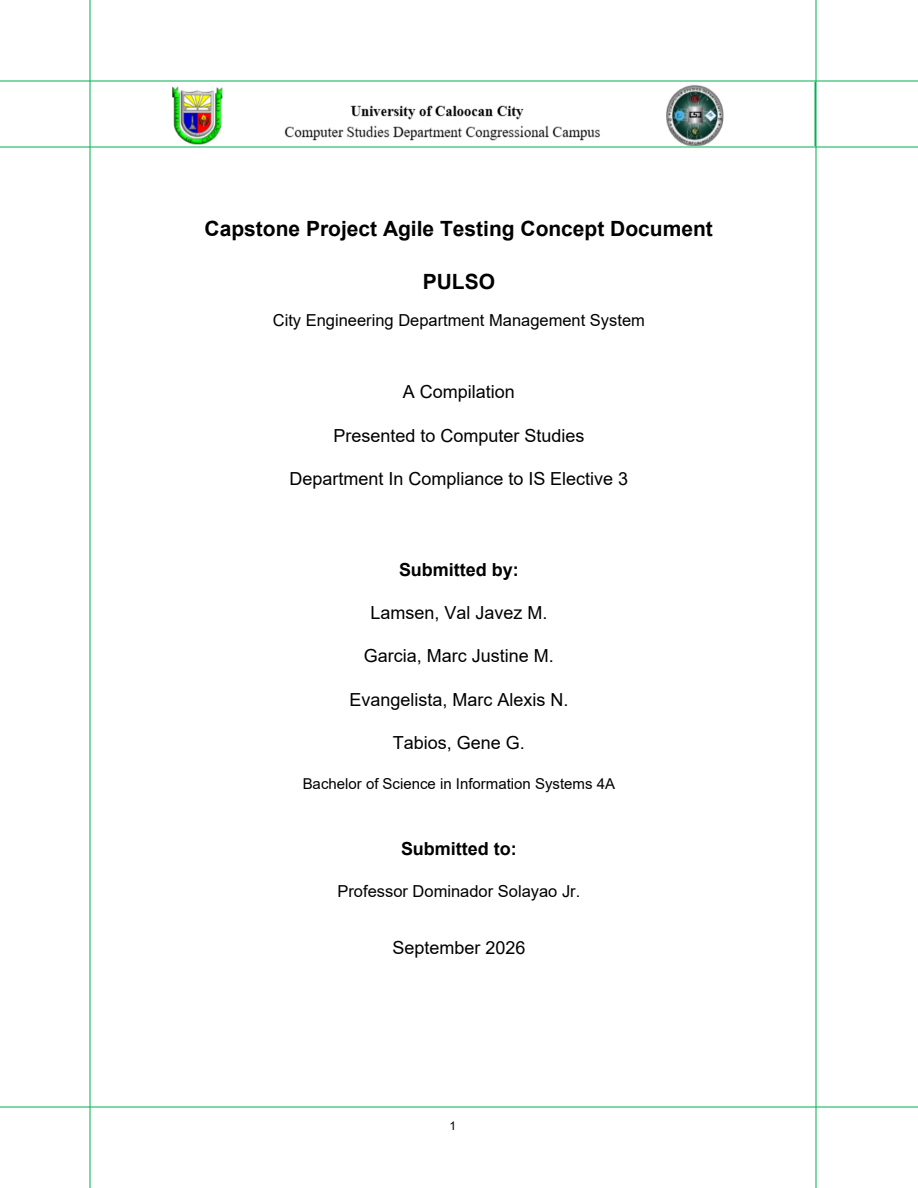 University of Caloocan City
Computer Studies Department Congressional Campus
Capstone Project Agile Testing Concept Document
PULSO
City Engineering Department Management System
A Compilation
Presented to Computer Studies
Department In Compliance to IS Elective 3
Submitted by:
Lamsen, Val Javez M.
Garcia, Marc Justine M.
Evangelista, Marc Alexis N.
Tabios, Gene G.
Bachelor of Science in Information Systems 4A
Submitted to:
Professor Dominador Solayao Jr.
September 2026
1